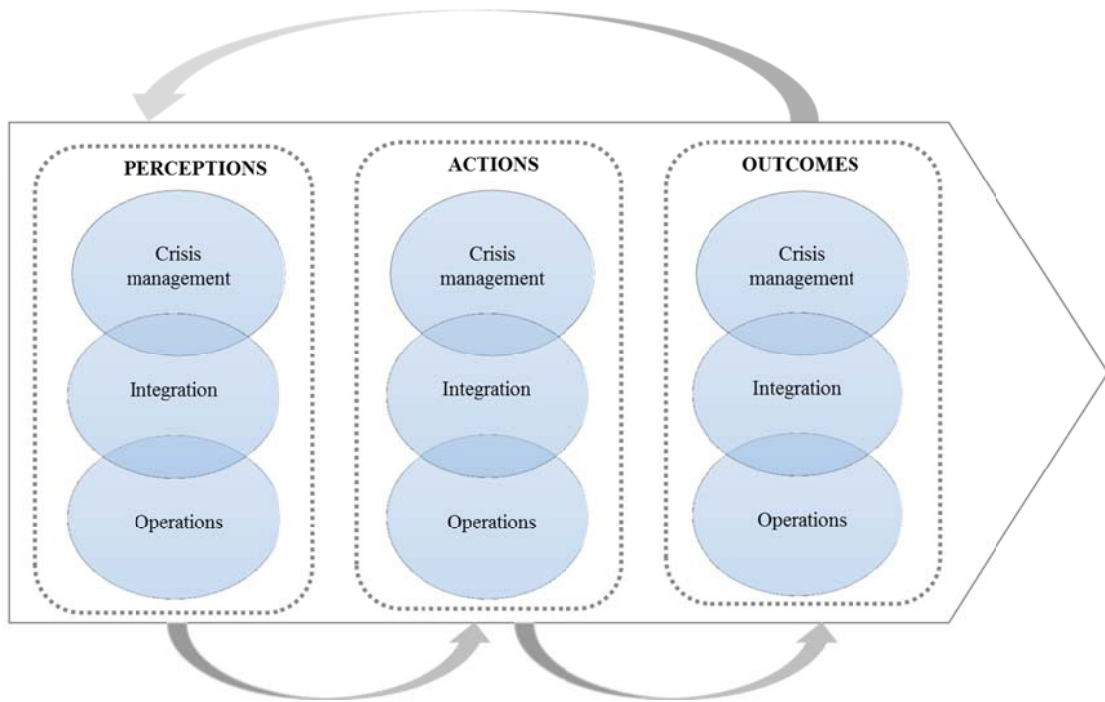 PERCEPTIONS
Crisis
management
Integration
Operations
ACTIONS
Crisis
management
Integration
Operations
OUTCOMES
Crisis
management
Integration
Operations